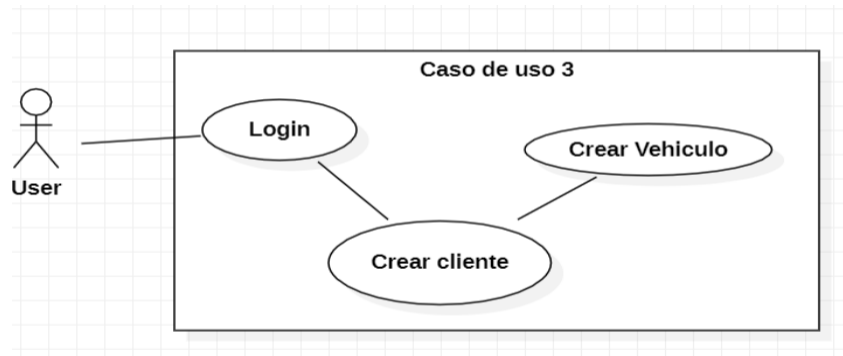 Caso de uso 3
Login
Crear Vehiculo
User
Crear cliente